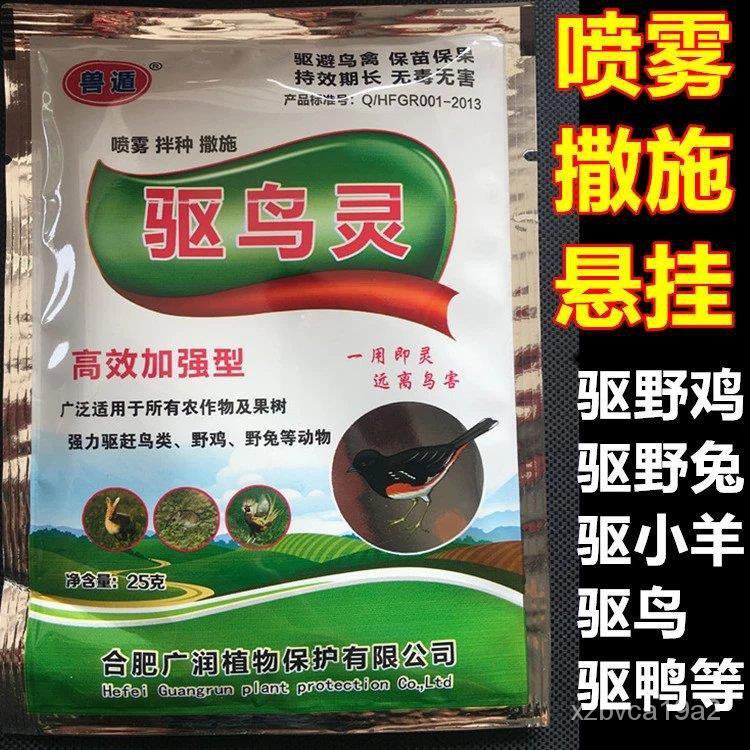 兽遁®
驱避鸟禽 保苗保果
持效期长 无毒无害
产品标准号：Q/HFGR001-2013
喷雾 拌种 撒施
驱鸟灵
高效加强型
一用即灵
远离鸟害
广泛适用于所有农作物及果树
强力驱赶鸟类、野鸡、野兔等动物
净含量：25克
合肥广润植物保护有限公司
Hefei Guangrun plant protection Co.,Ltd
喷雾
撒施
悬挂
驱野鸡
驱野兔
驱小羊
驱鸟
驱鸭等
xzbvca19a2